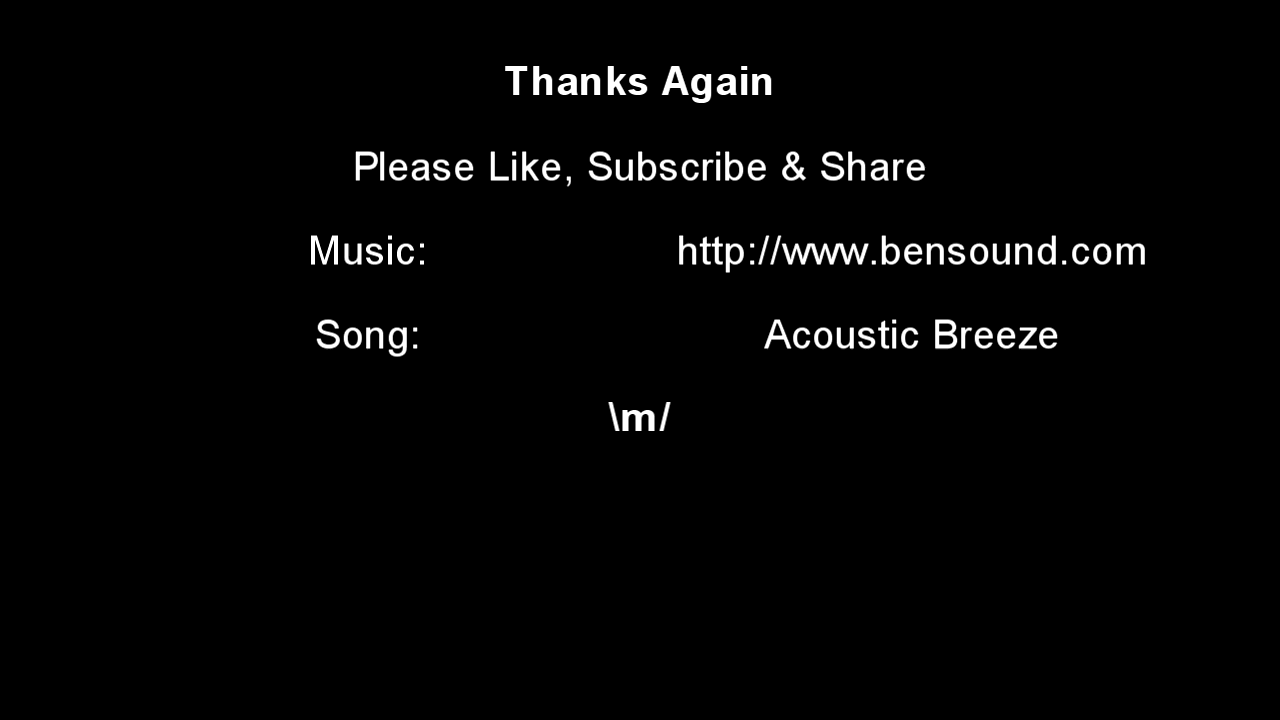 Thanks Again
Please Like, Subscribe & Share
Music: http://www.bensound.com
Song: Acoustic Breeze
\m/